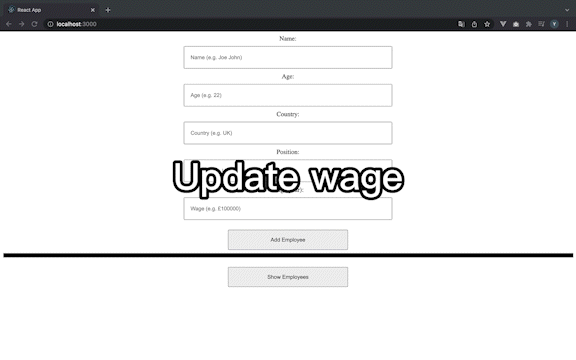 React App
localhost:3000
Name:
Name (e.g. Joe John)
Age:
Age (e.g. 22)
Country:
Country (e.g. UK)
Position:
Update wage
Wage (e.g. £100000)
Add Employee
Show Employees